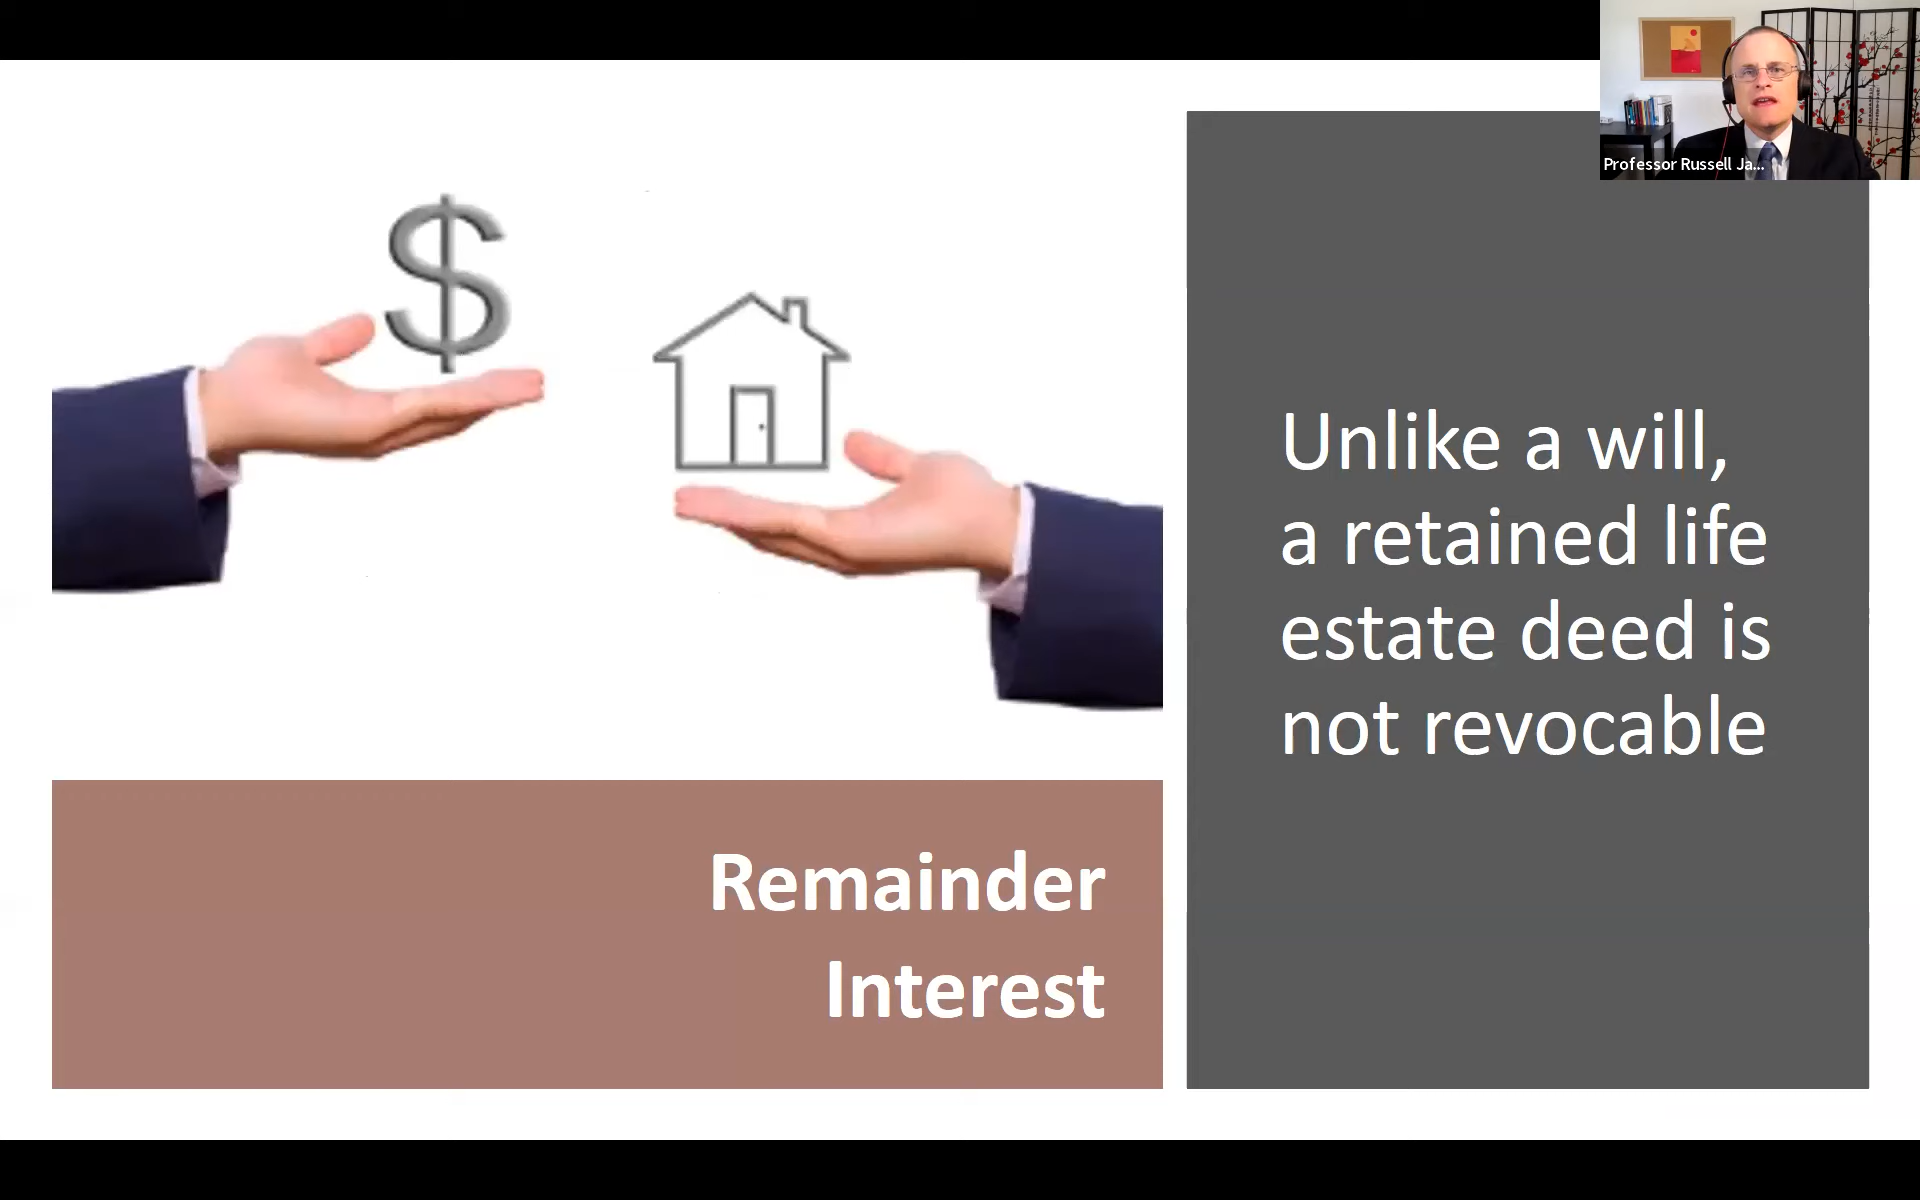 Professor Russell Ja...
$
Unlike a will,
a retained life
estate deed is
not revocable
Remainder
Interest